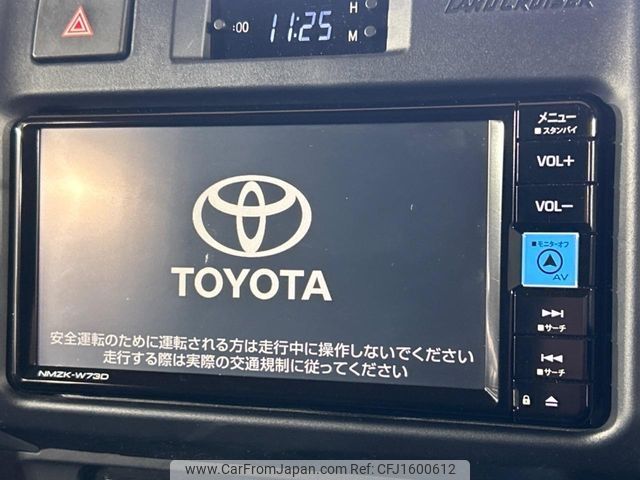 LAND CRUISER
:00 11:25 H
M
メニュー
■スタンバイ
VOL+
VOL−
■モニターオフ
AV
TOYOTA
安全運転のために運転される方は走行中に操作しないでください
走行する際は実際の交通規制に従ってください
■サーチ
■サーチ
NMZK-W73D
www.CarFromJapan.com | CFJ1600612